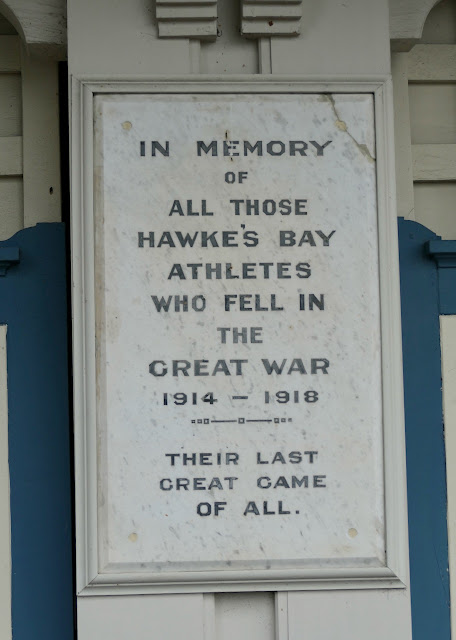 IN MEMORY
OF
ALL THOSE
HAWKE'S BAY
ATHLETES
WHO FELL IN
THE
GREAT WAR
1914 – 1918
THEIR LAST
GREAT GAME
OF ALL.